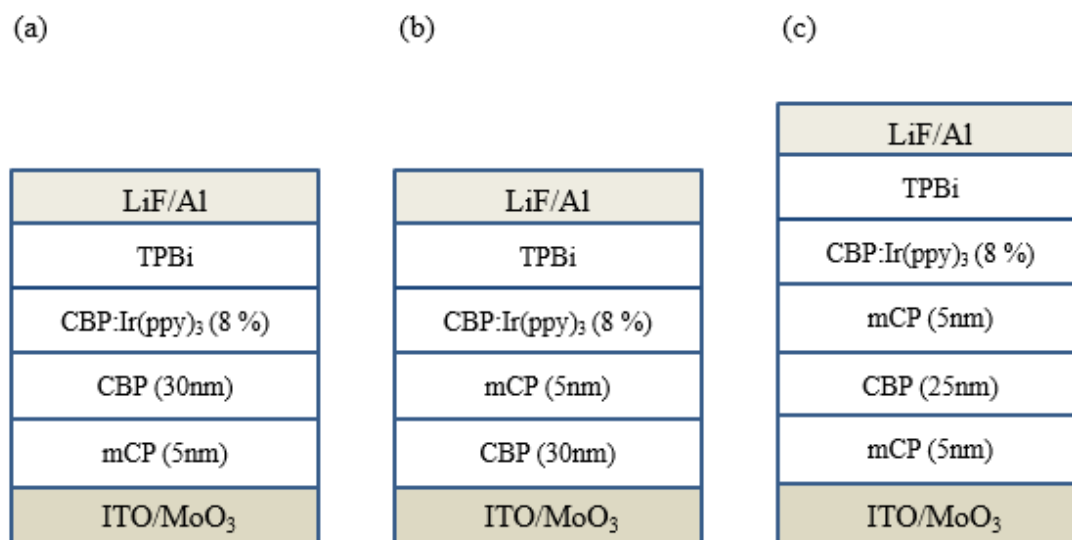 (a)
LiF/Al
TPBi
CBP:Ir(ppy)₃ (8 %)
CBP (30nm)
mCP (5nm)
ITO/MoO₃
(b)
LiF/Al
TPBi
CBP:Ir(ppy)₃ (8 %)
mCP (5nm)
CBP (30nm)
ITO/MoO₃
(c)
LiF/Al
TPBi
CBP:Ir(ppy)₃ (8 %)
mCP (5nm)
CBP (25nm)
mCP (5nm)
ITO/MoO₃